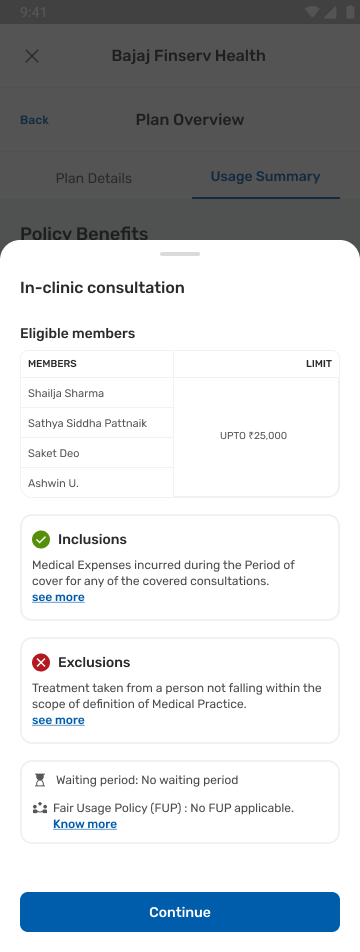 9:41
Bajaj Finserv Health
Back
Plan Overview
Plan Details
Usage Summary
Policy Benefits
In-clinic consultation
Eligible members
MEMBERS
LIMIT
Shailja Sharma
Sathya Siddha Pattnaik
Saket Deo
Ashwin U.
UPTO ₹25,000
Inclusions
Medical Expenses incurred during the Period of
cover for any of the covered consultations.
see more
Exclusions
Treatment taken from a person not falling within the
scope of definition of Medical Practice.
see more
Waiting period: No waiting period
Fair Usage Policy (FUP) : No FUP applicable.
Know more
Continue